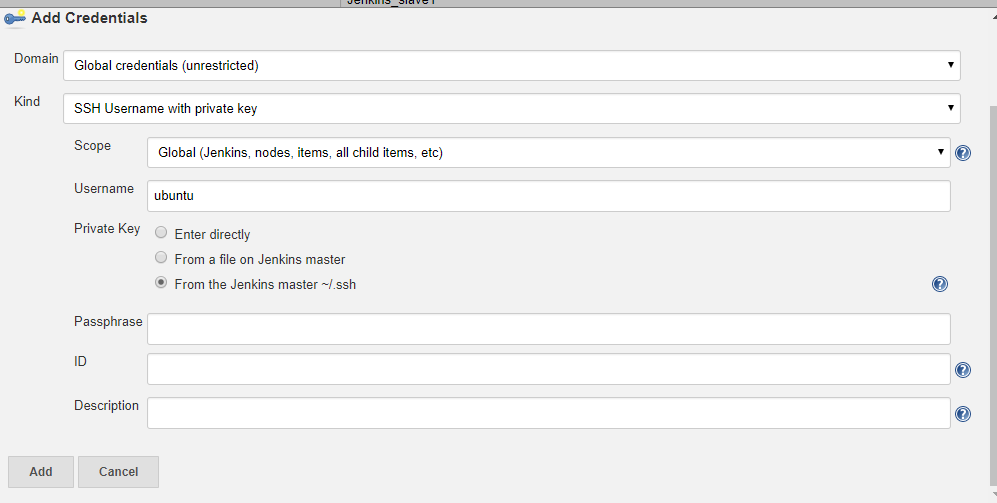 Jenkins_slave1
Add Credentials
Domain
Global credentials (unrestricted)
Kind
SSH Username with private key
Scope
Global (Jenkins, nodes, items, all child items, etc)
Username
ubuntu
Private Key
Enter directly
From a file on Jenkins master
From the Jenkins master ~/.ssh
Passphrase
ID
Description
Add Cancel